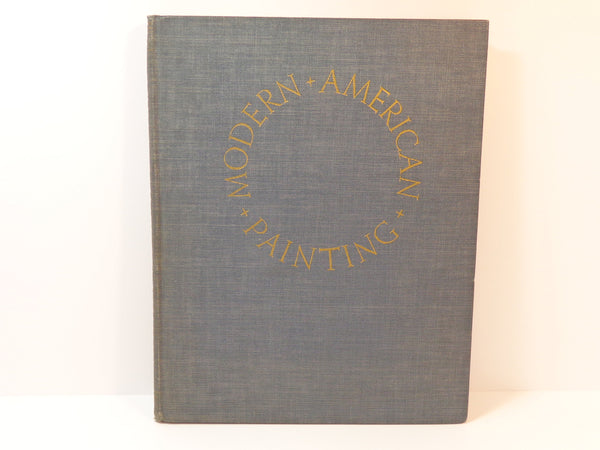 MODERN + AMERICAN + PAINTING +